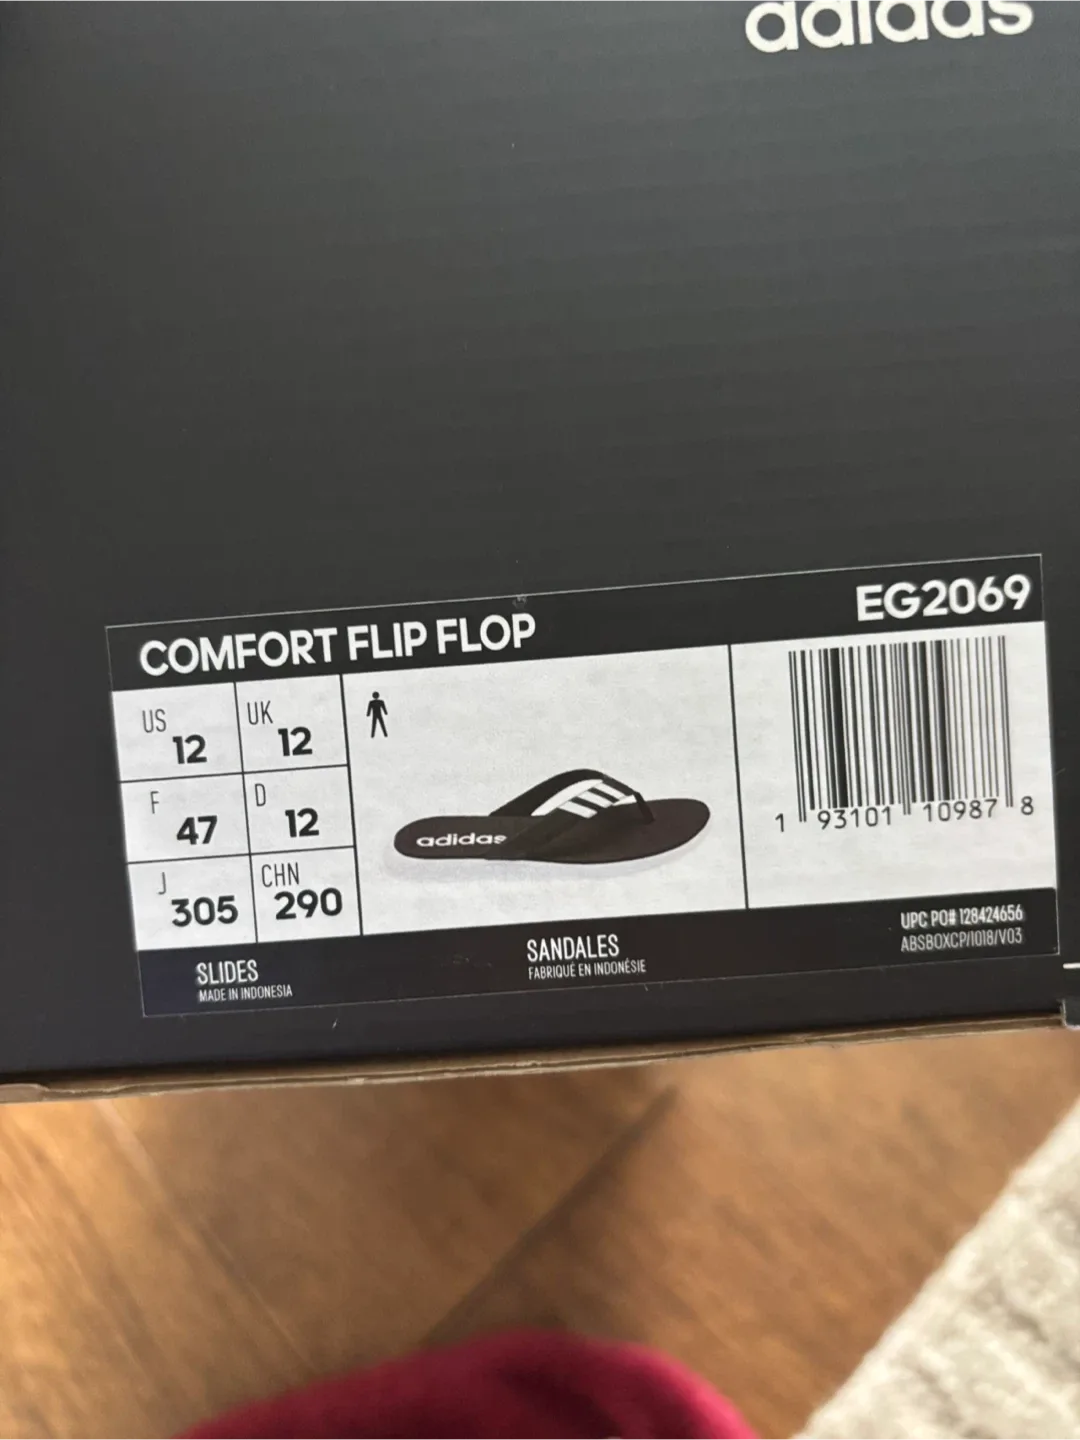 adidas
COMFORT FLIP FLOP
EG2069
US 12
UK 12
F 47
D 12
J 305
CHN 290
adidas
1 93101 10987 8
SLIDES
MADE IN INDONESIA
SANDALES
FABRIQUÉ EN INDONÉSIE
UPC PO# 128424656
ABSBOXCP/1018/V03